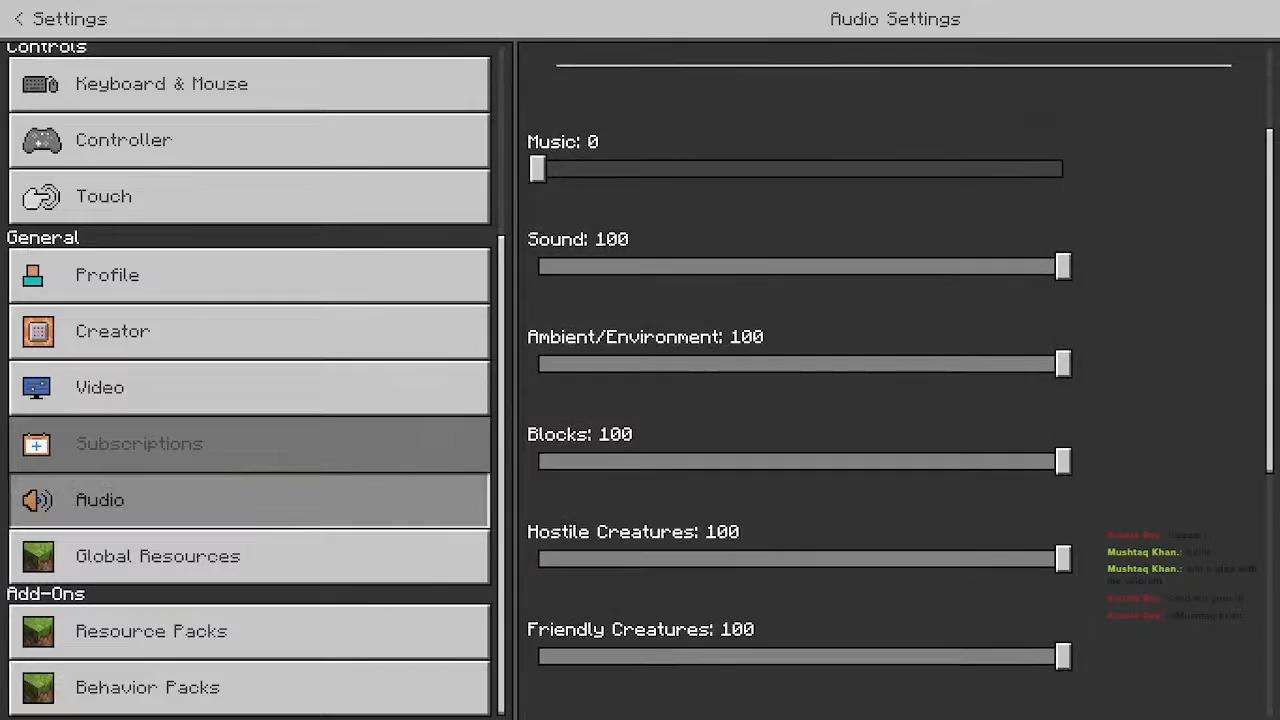 Settings
Audio Settings
Controls
Keyboard & Mouse
Controller
Touch
General
Profile
Creator
Video
Subscriptions
Audio
Global Resources
Add-Ons
Resource Packs
Behavior Packs
Music: 0
Sound: 100
Ambient/Environment: 100
Blocks: 100
Hostile Creatures: 100
Friendly Creatures: 100
Mushtaq Khan.:
Mushtaq Khan.: